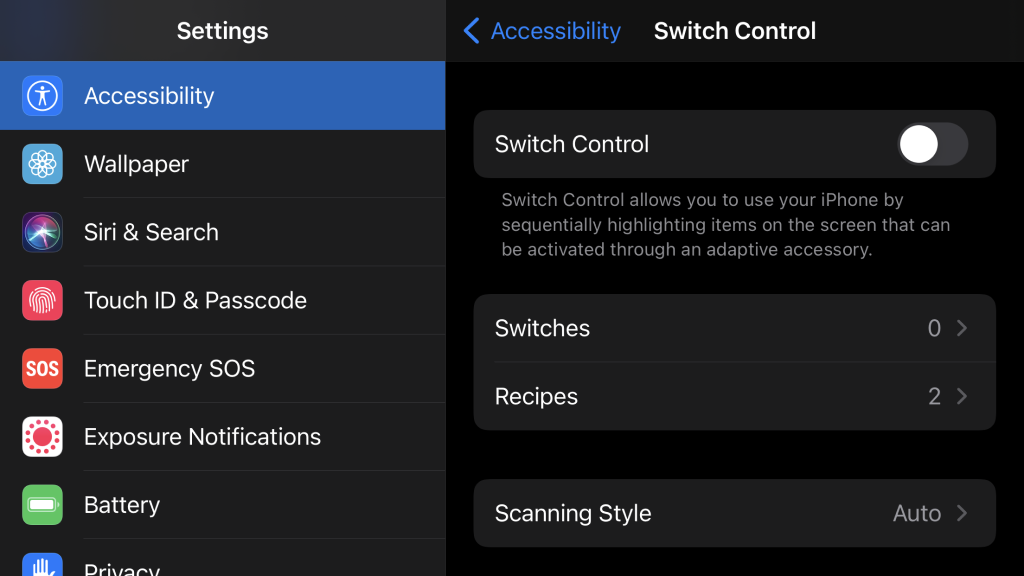 Settings
Accessibility
Wallpaper
Siri & Search
Touch ID & Passcode
SOS
Emergency SOS
Exposure Notifications
Battery
Privacy
Accessibility
Switch Control
Switch Control
Switch Control allows you to use your iPhone by
sequentially highlighting items on the screen that can
be activated through an adaptive accessory.
Switches 0
Recipes 2
Scanning Style Auto